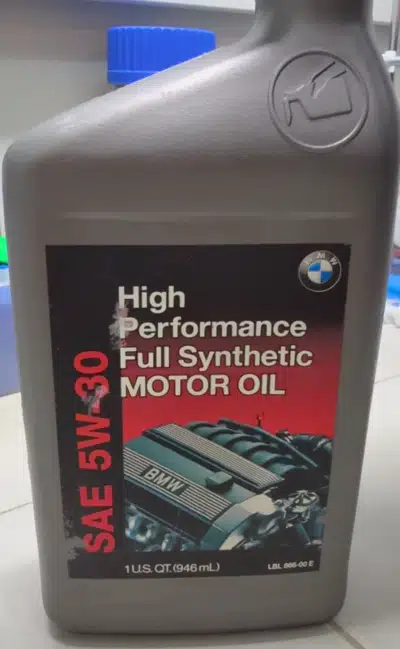 BMW
High
Performance
Full Synthetic
MOTOR OIL
SAE 5W-30
BMW
1 U.S. QT. (946 mL)
LBL 866-00 E